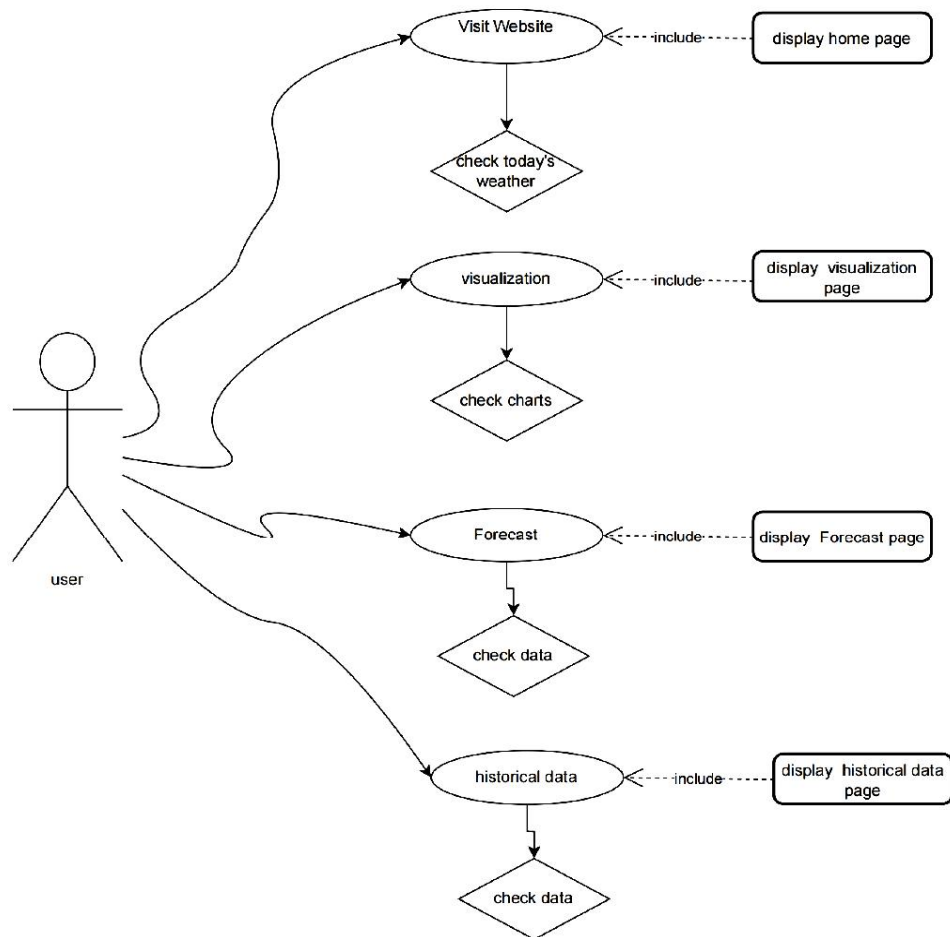 Visit Website
include
display home page
check today's
weather
visualization
include
display visualization
page
check charts
user
Forecast
include
display Forecast page
check data
historical data
include
display historical data
page
check data